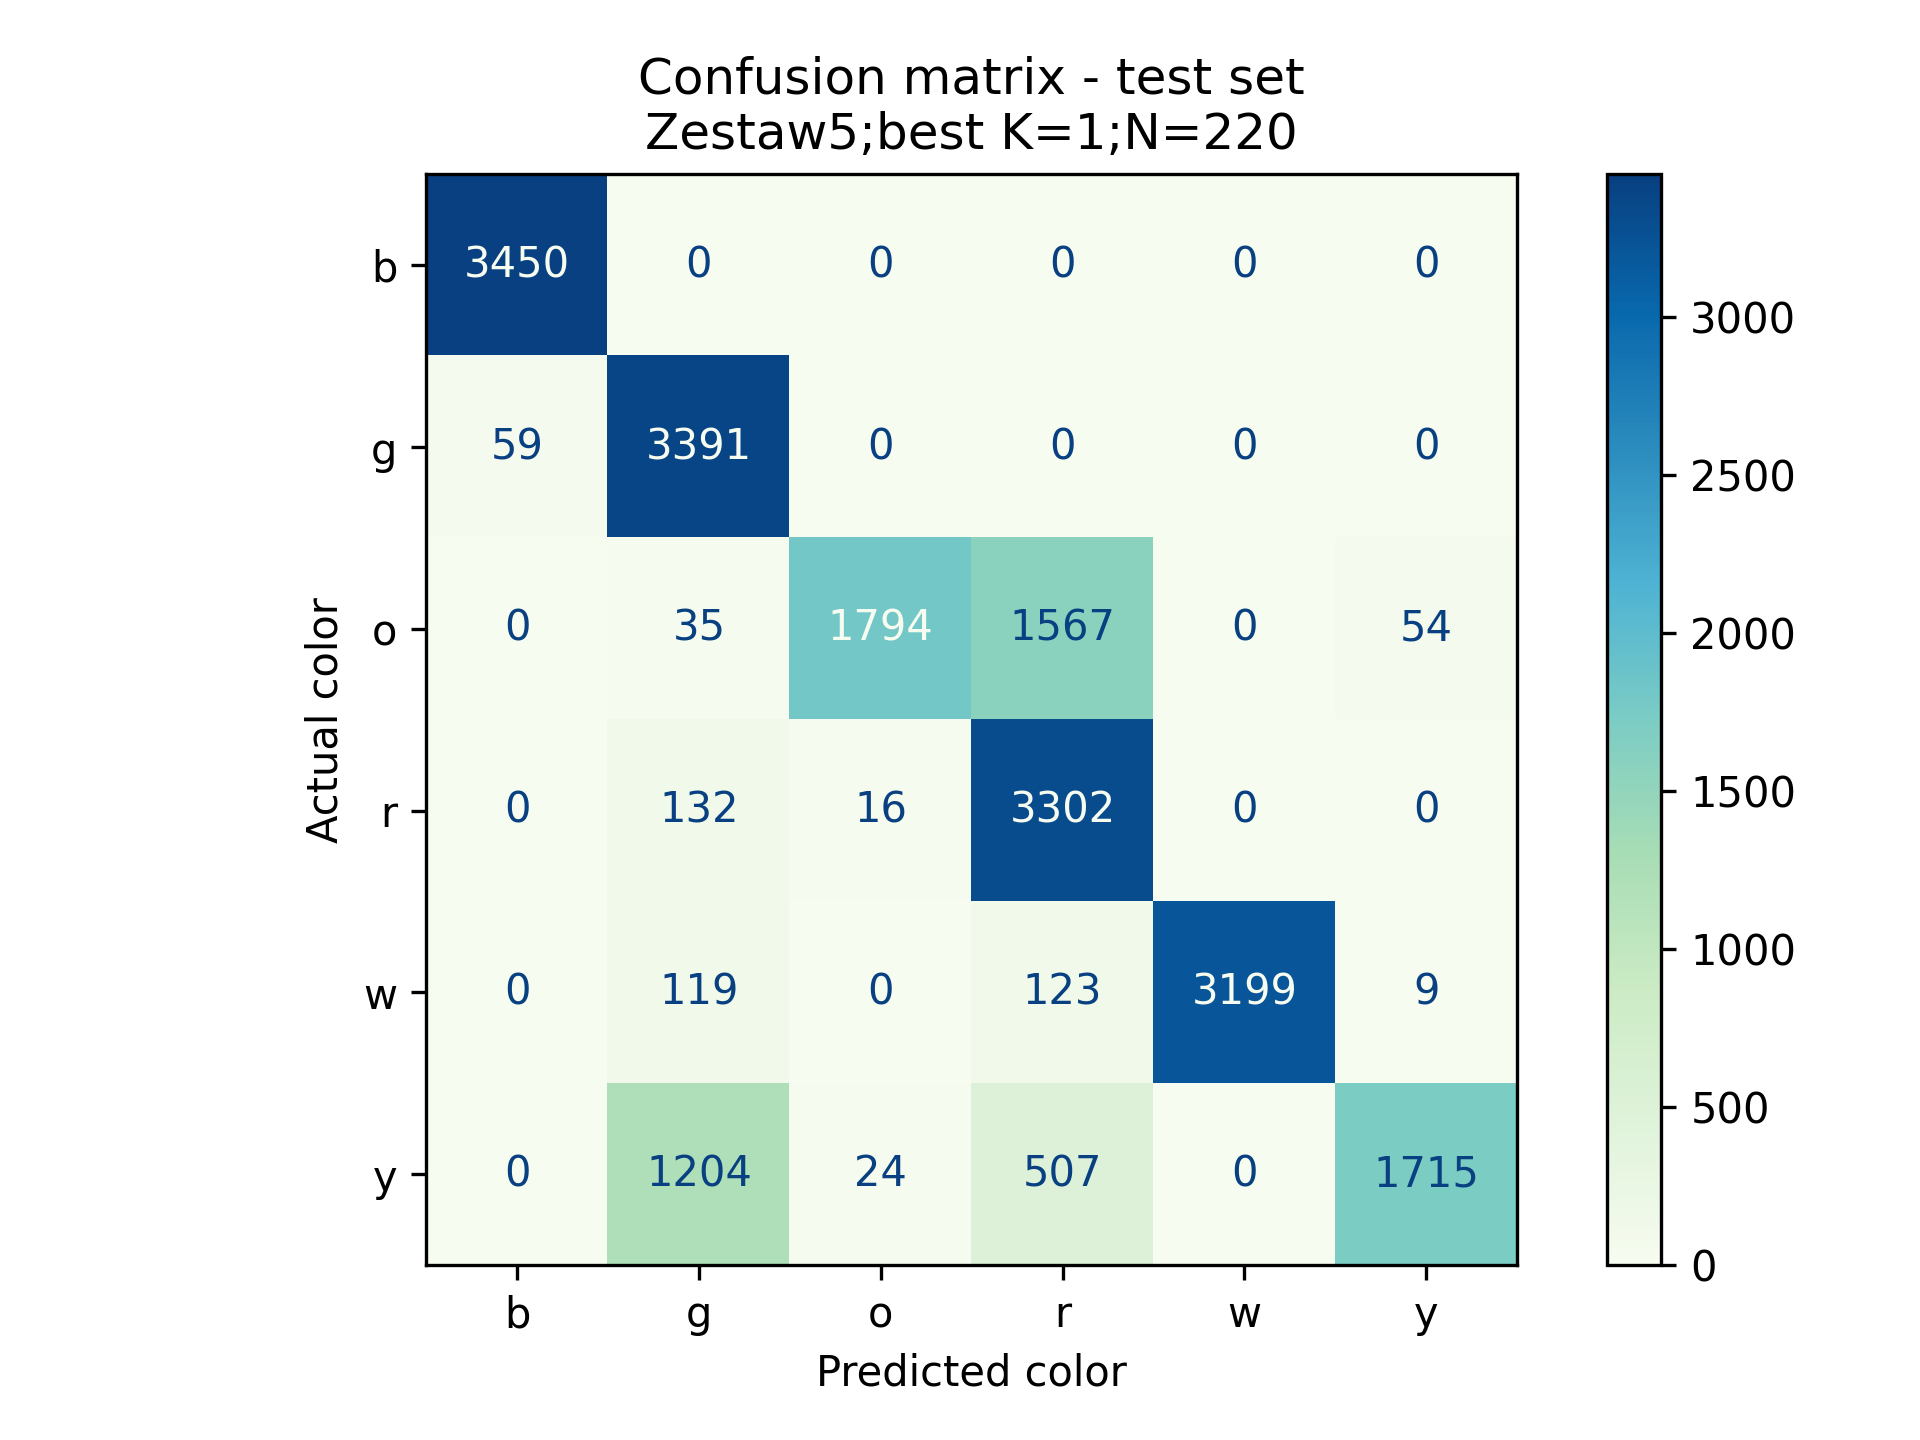 Confusion matrix - test set
Zestaw5;best K=1;N=220
b 3450 0 0 0 0 0
g 59 3391 0 0 0 0
o 0 35 1794 1567 0 54
r 0 132 16 3302 0 0
w 0 119 0 123 3199 9
y 0 1204 24 507 0 1715
b g o r w y
Predicted color
Actual color
3000
2500
2000
1500
1000
500
0